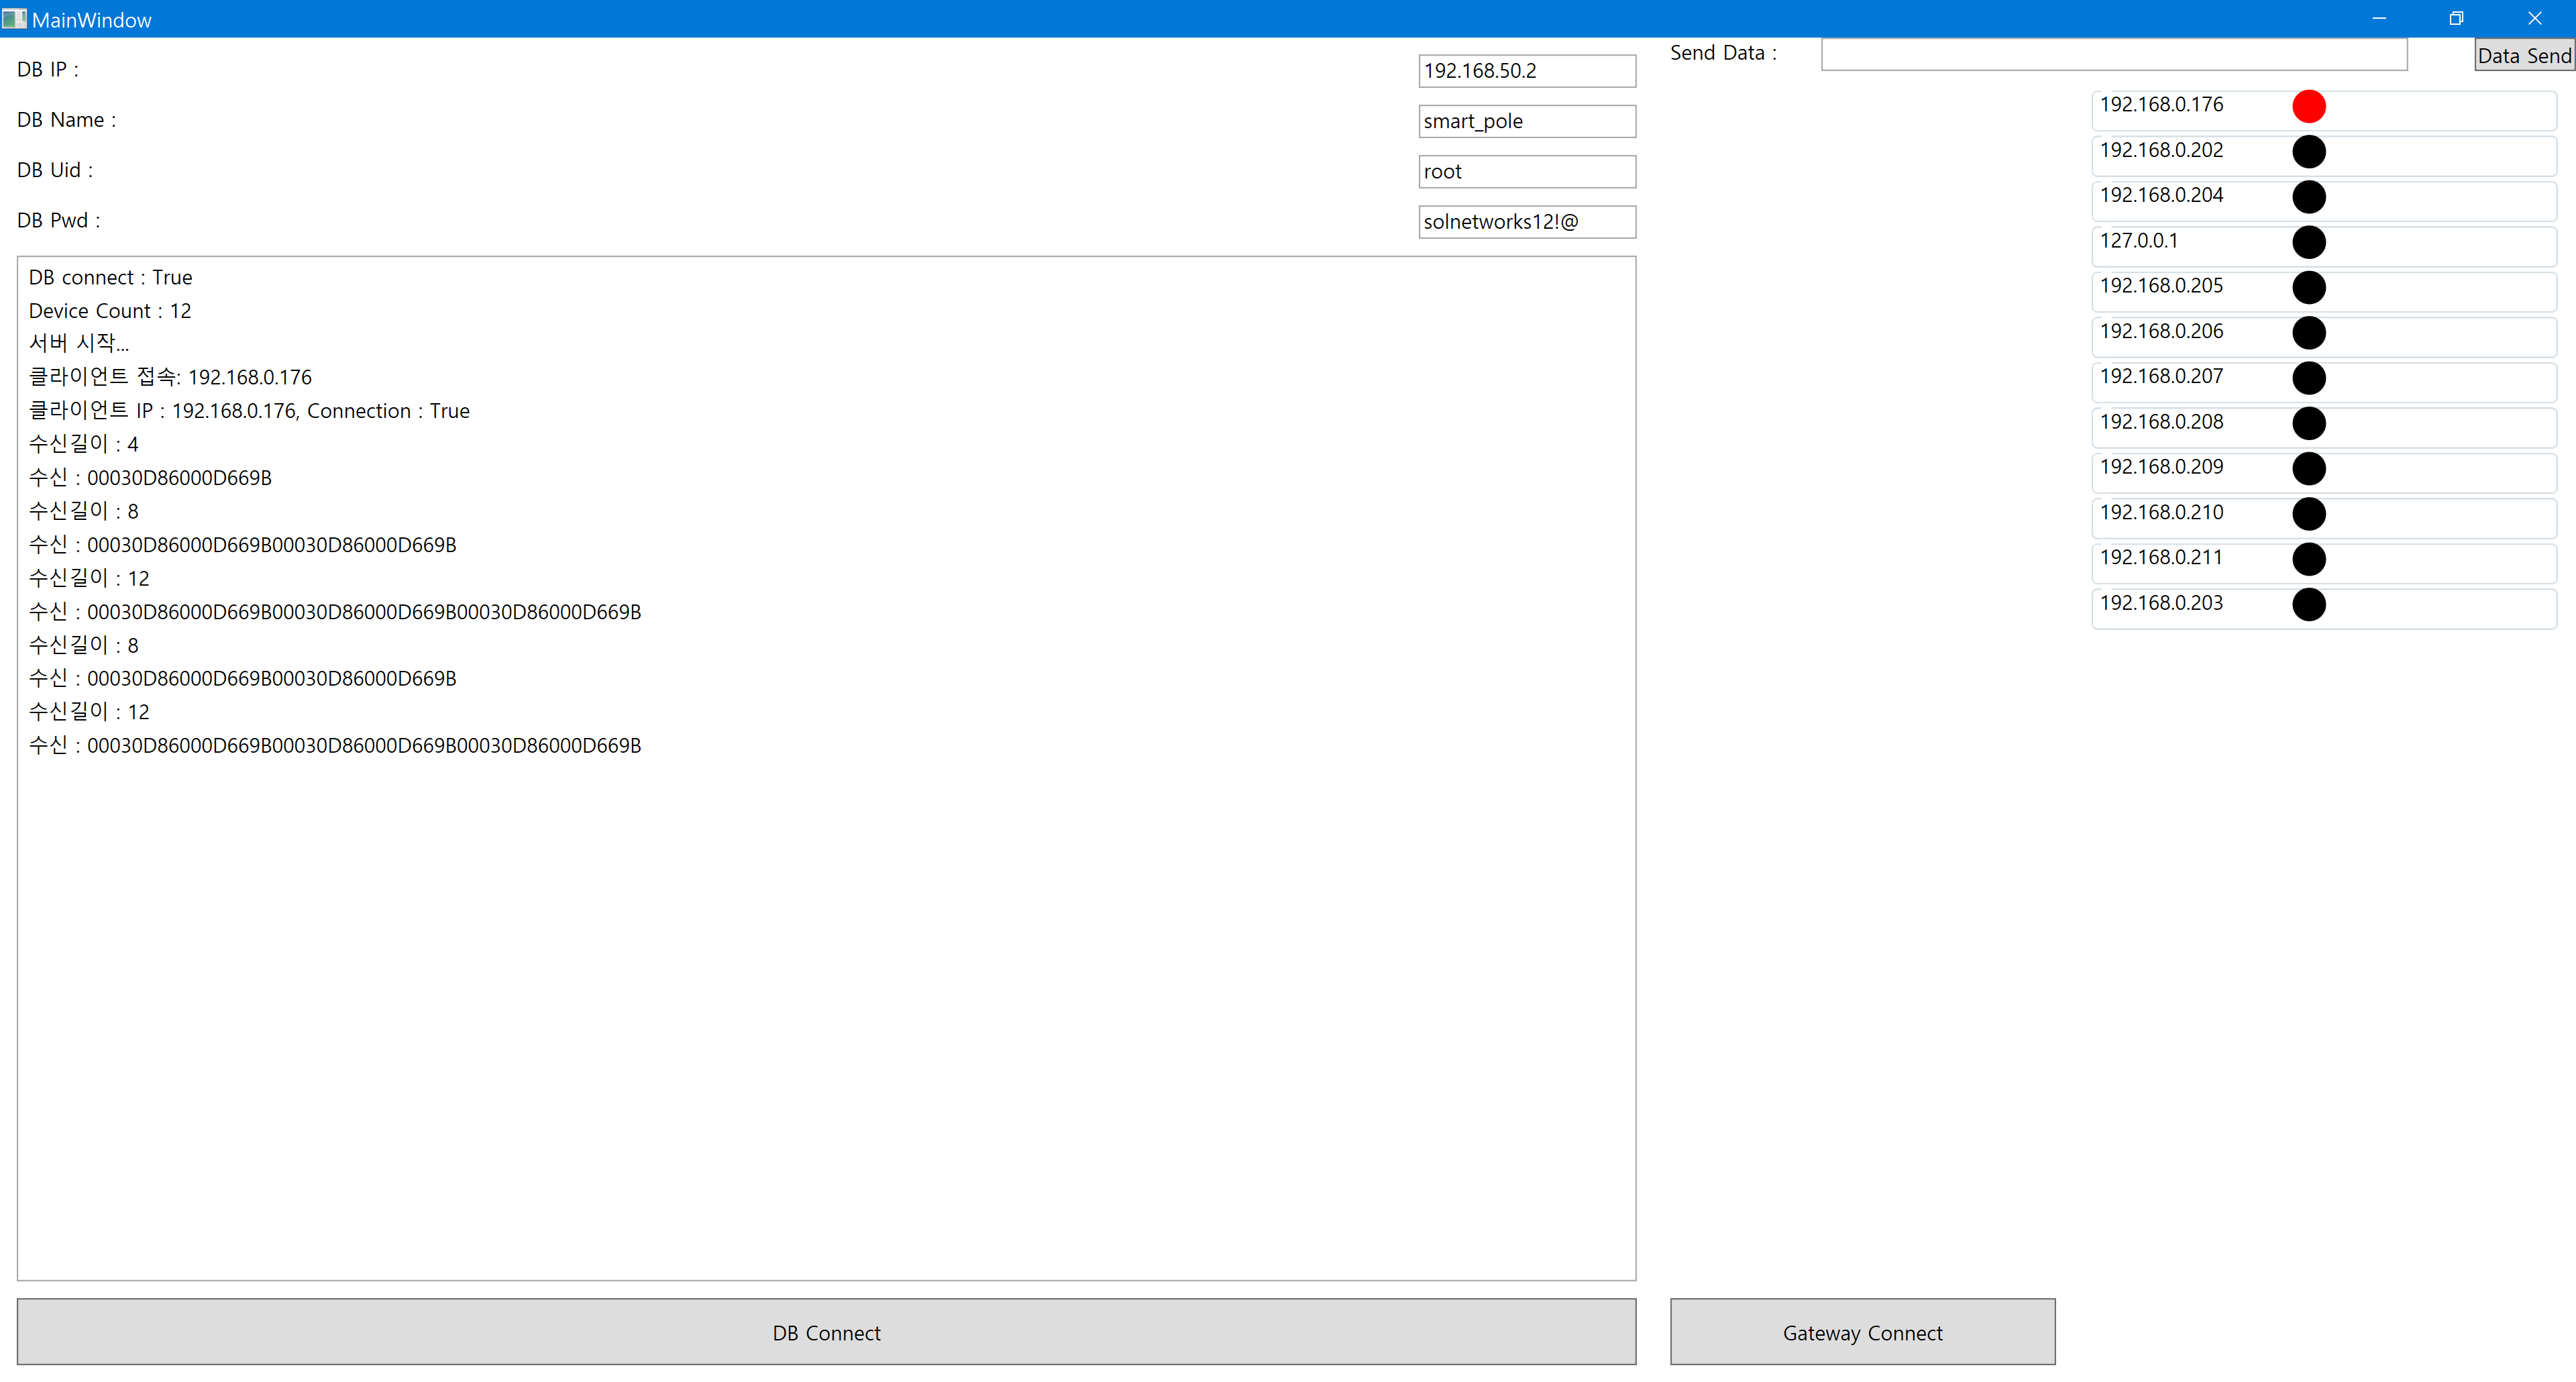 MainWindow
DB IP :
192.168.50.2
DB Name :
smart_pole
DB Uid :
root
DB Pwd :
solnetworks12!@
DB connect : True
Device Count : 12
서버 시작...
클라이언트 접속: 192.168.0.176
클라이언트 IP : 192.168.0.176, Connection : True
수신길이 : 4
수신 : 00030D86000D669B
수신길이 : 8
수신 : 00030D86000D669B00030D86000D669B
수신길이 : 12
수신 : 00030D86000D669B00030D86000D669B00030D86000D669B
수신길이 : 8
수신 : 00030D86000D669B00030D86000D669B
수신길이 : 12
수신 : 00030D86000D669B00030D86000D669B00030D86000D669B
DB Connect
Send Data :
Data Send
192.168.0.176
192.168.0.202
192.168.0.204
127.0.0.1
192.168.0.205
192.168.0.206
192.168.0.207
192.168.0.208
192.168.0.209
192.168.0.210
192.168.0.211
192.168.0.203
Gateway Connect